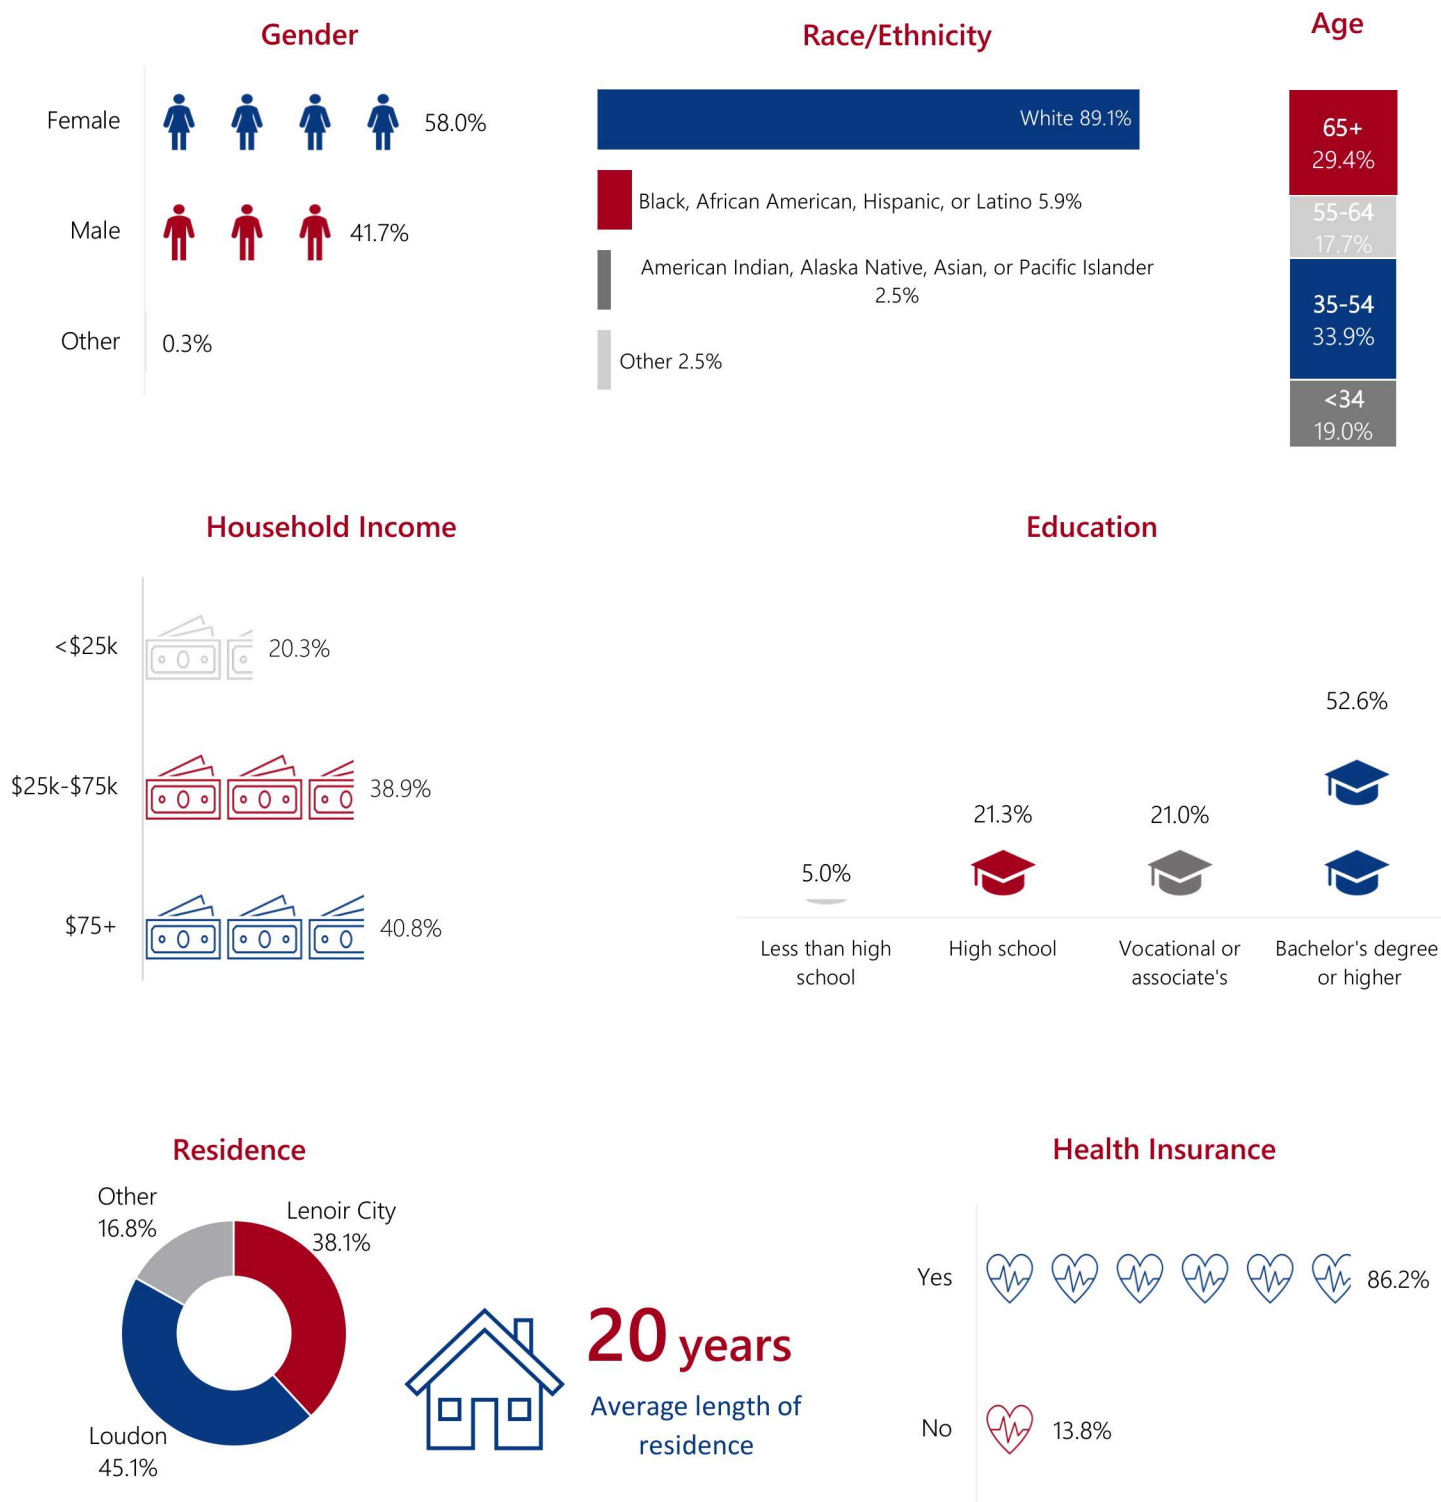 Gender
Female
58.0%
Male
41.7%
Other
0.3%
Race/Ethnicity
White 89.1%
Black, African American, Hispanic, or Latino 5.9%
American Indian, Alaska Native, Asian, or Pacific Islander
2.5%
Other 2.5%
Age
65+
29.4%
55-64
17.7%
35-54
33.9%
<34
19.0%
Household Income
<$25k
20.3%
$25k-$75k
38.9%
$75+
40.8%
Education
5.0%
21.3%
21.0%
52.6%
Less than high
school
High school
Vocational or
associate's
Bachelor's degree
or higher
Residence
Other
16.8%
Lenoir City
38.1%
Loudon
45.1%
20 years
Average length of
residence
Health Insurance
Yes
86.2%
No
13.8%